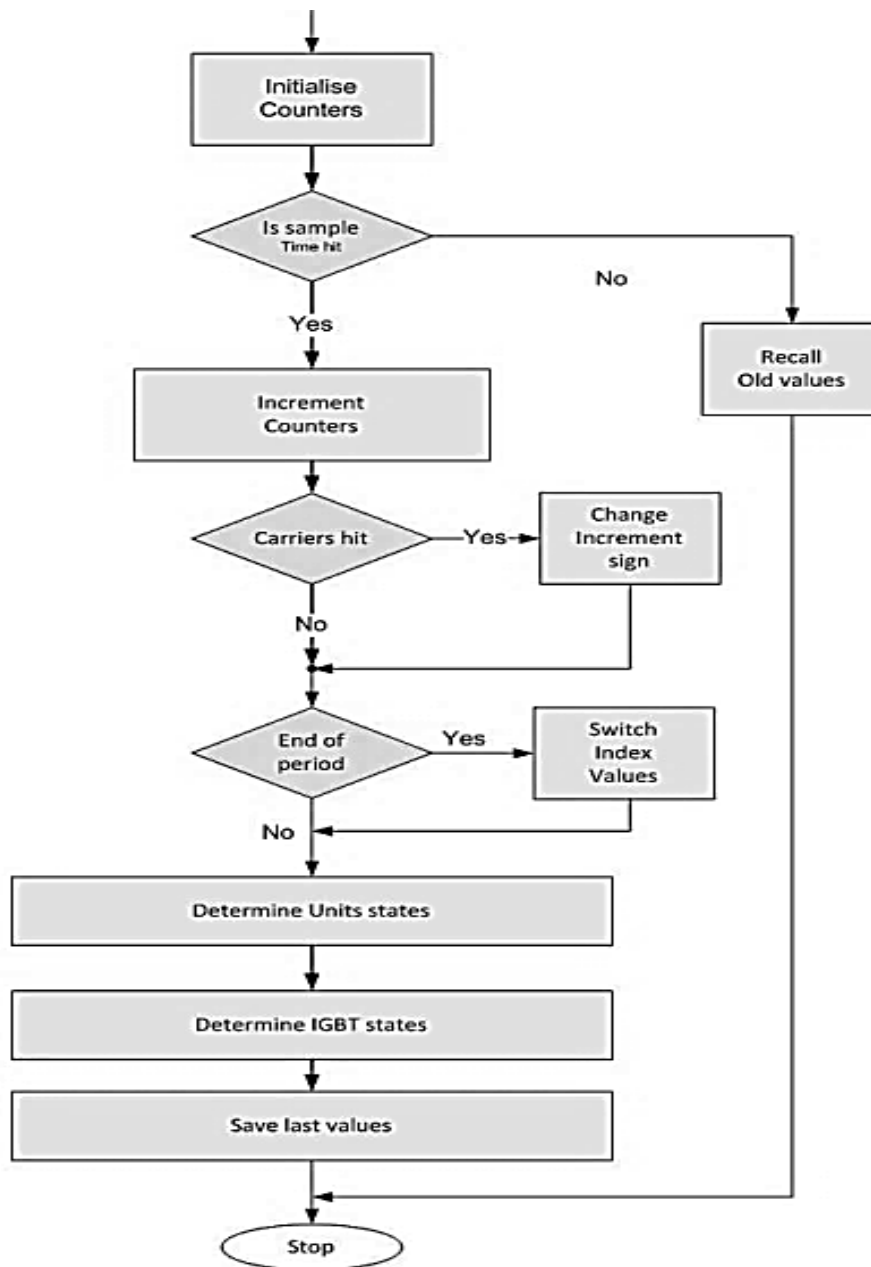 Initialise
Counters
Is sample
Time hit
No
Yes
Recall
Old values
Increment
Counters
Carriers hit
Yes
Change
Increment
sign
No
End of
period
Yes
Switch
Index
Values
No
Determine Units states
Determine IGBT states
Save last values
Stop